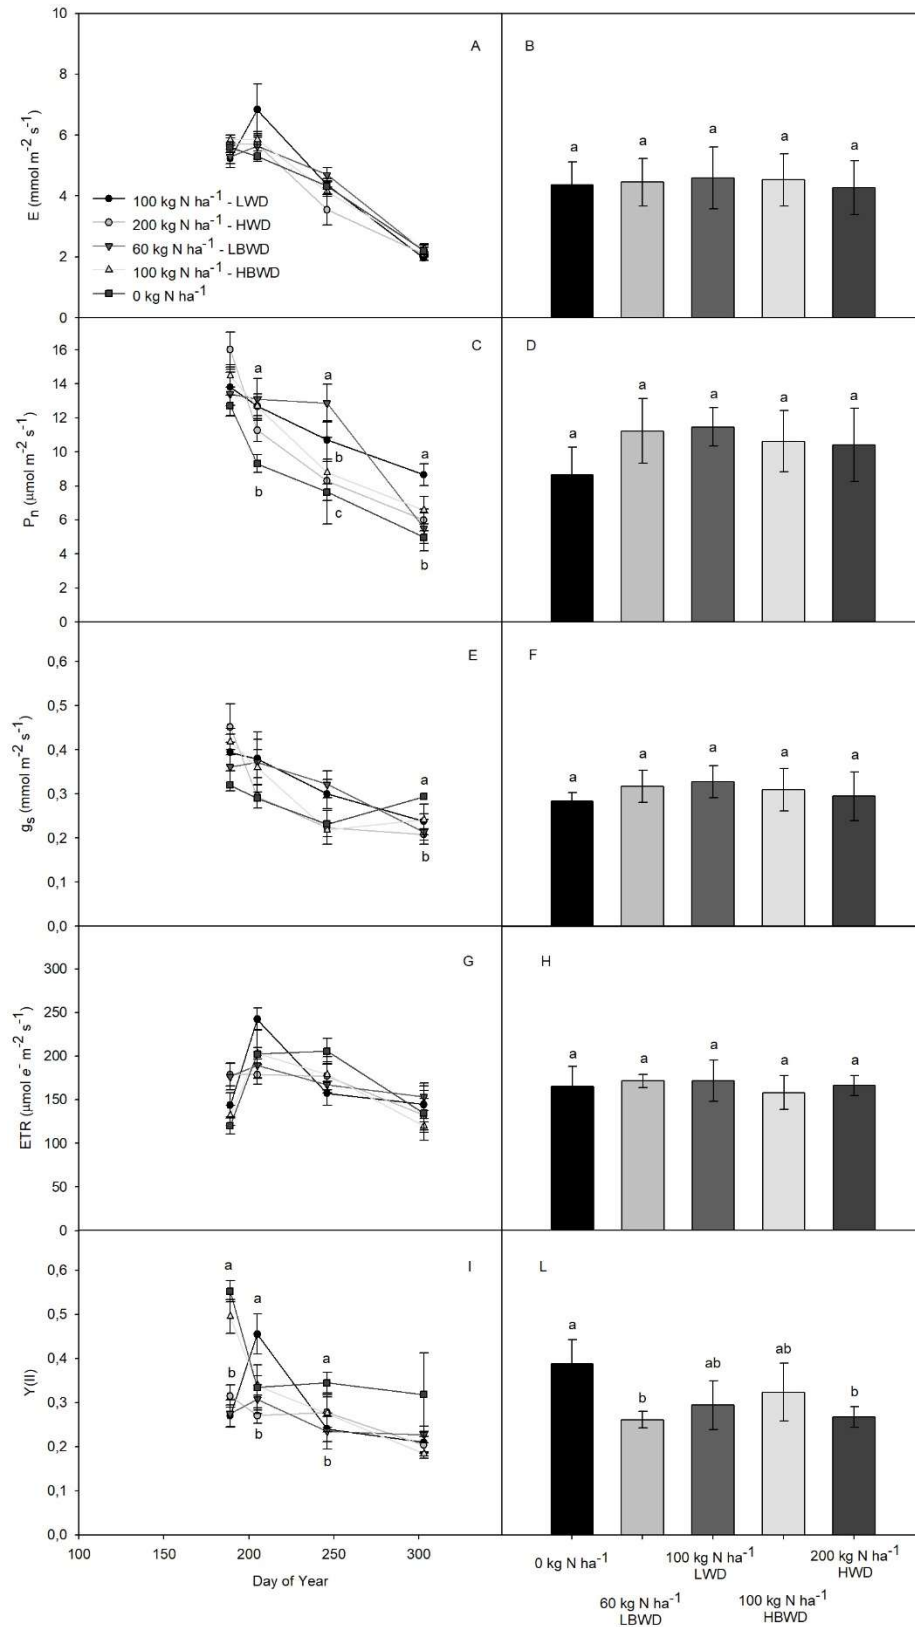 10
8
6
4
2
0
E (mmol m⁻² s⁻¹)
A
100 kg N ha⁻¹ - LWD
200 kg N ha⁻¹ - HWD
60 kg N ha⁻¹ - LBWD
100 kg N ha⁻¹ - HBWD
0 kg N ha⁻¹
B
a a a a a
16
14
12
10
8
6
4
2
0
Pn (µmol m⁻² s⁻¹)
C
a a
b a
b c
b
D
a a a a a
0,6
0,5
0,4
0,3
0,2
0,1
0,0
gs (mmol m⁻² s⁻¹)
E
a
b
F
a a a a a
300
250
200
150
100
50
0
ETR (µmol e⁻ m⁻² s⁻¹)
G
H
a a a a a
0,6
0,5
0,4
0,3
0,2
0,1
0,0
Y(II)
I
a
a
b a
b b
L
a b ab ab b
100 150 200 250 300
Day of Year
0 kg N ha⁻¹
60 kg N ha⁻¹
LBWD
100 kg N ha⁻¹
LWD
100 kg N ha⁻¹
HBWD
200 kg N ha⁻¹
HWD